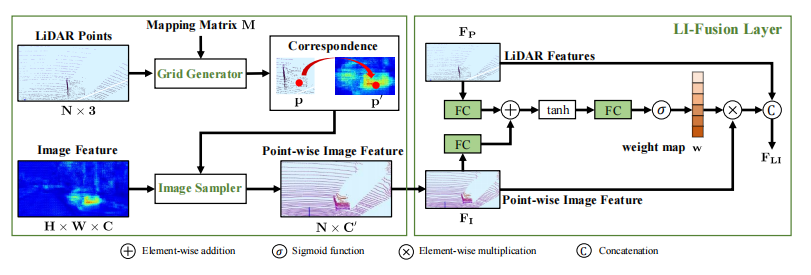 Mapping Matrix M
LiDAR Points
N × 3
Grid Generator
Correspondence
p
p′
Image Feature
H × W × C
Image Sampler
Point-wise Image Feature
N × C′
LI-Fusion Layer
F_P
LiDAR Features
FC
+
tanh
FC
σ
×
C
FC
weight map w
F_LI
Point-wise Image Feature
F_I
+ Element-wise addition
σ Sigmoid function
× Element-wise multiplication
C Concatenation